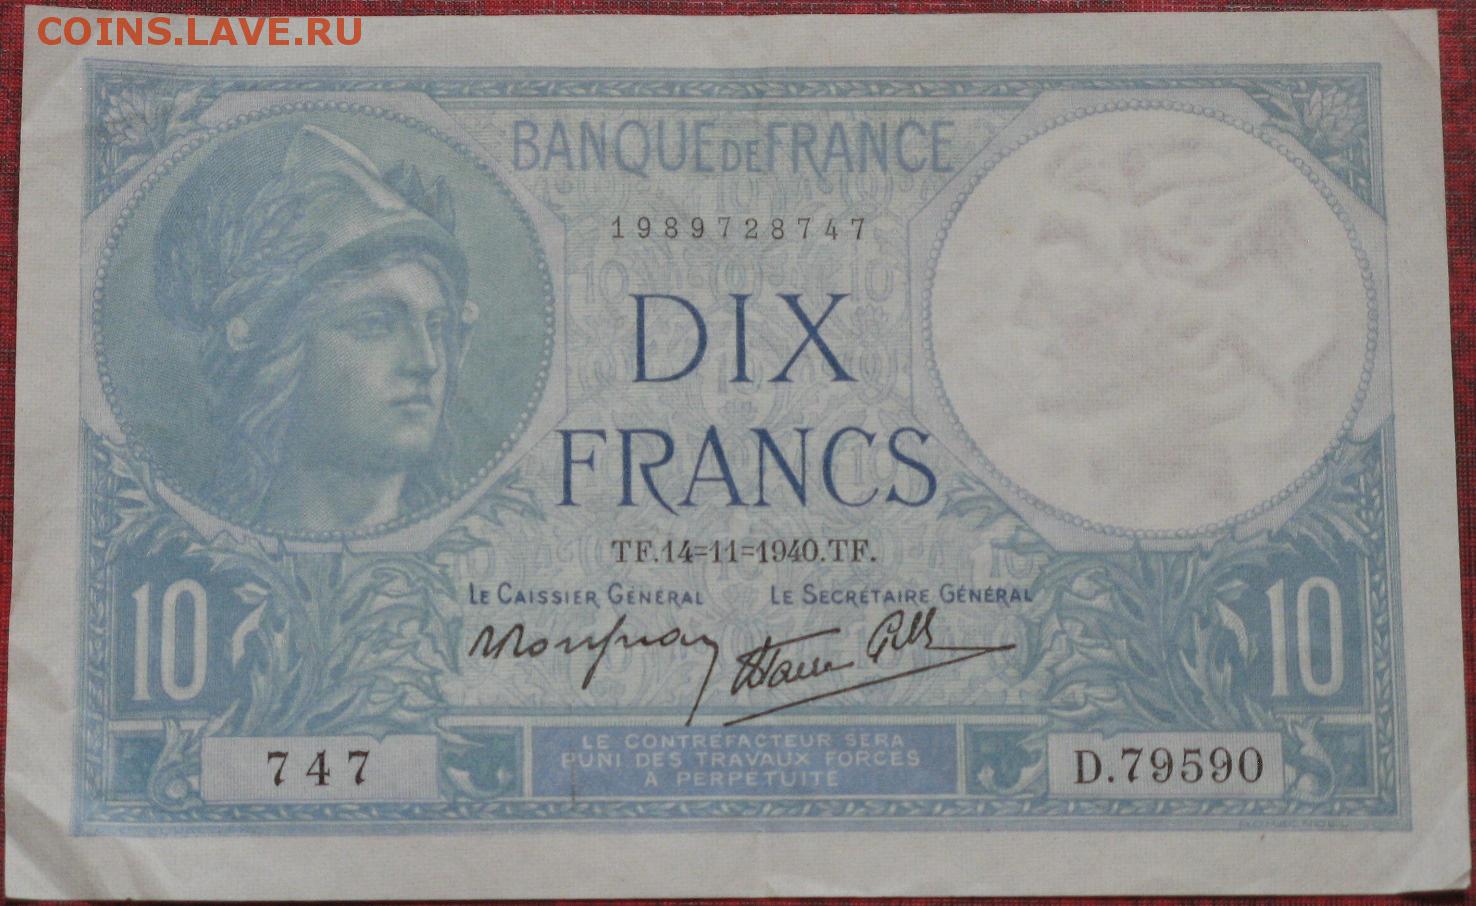 COINS.LAVE.RU
BANQUE DE FRANCE
1989728747
DIX
FRANCS
TF.14=11=1940.TF.
LE CAISSIER GÉNÉRAL LE SECRÉTAIRE GÉNÉRAL
10 10
LE CONTREFACTEUR SERA
PUNI DES TRAVAUX FORCÉS
À PERPÉTUITÉ
747 D.79590